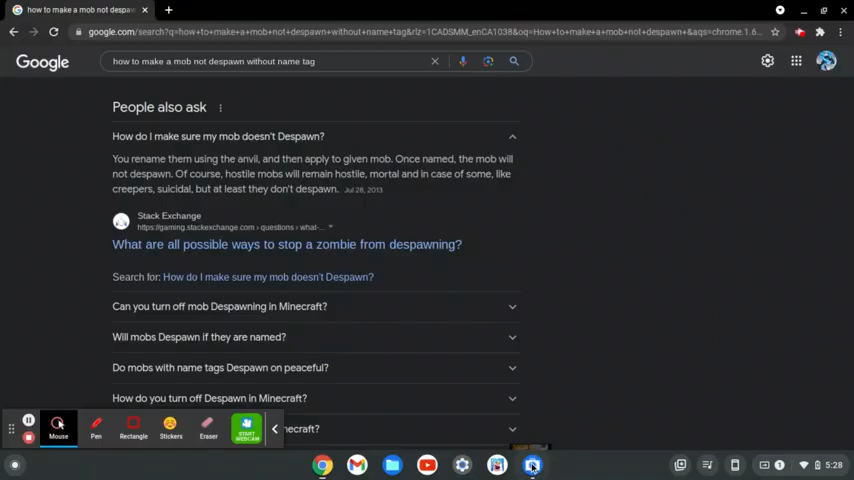 how to make a mob not despawn
google.com/search?q=how+to+make+a+mob+not+despawn+without+name+tag&rlz=1CADSMM_enCA1038&oq=How+to+make+a+mob+not+despawn+&aqs=chrome.1.6
Google
how to make a mob not despawn without name tag
People also ask
How do I make sure my mob doesn't Despawn?
You rename them using the anvil, and then apply to given mob. Once named, the mob will
not despawn. Of course, hostile mobs will remain hostile, mortal and in case of some, like
creepers, suicidal, but at least they don't despawn. Jul 28, 2013
Stack Exchange
https://gaming.stackexchange.com › questions › what-...
What are all possible ways to stop a zombie from despawning?
Search for: How do I make sure my mob doesn't Despawn?
Can you turn off mob Despawning in Minecraft?
Will mobs Despawn if they are named?
Do mobs with name tags Despawn on peaceful?
How do you turn off Despawn in Minecraft?
necraft?
Mouse
Pen
Rectangle
Stickers
Eraser
START
WEBCAM
1
5:28